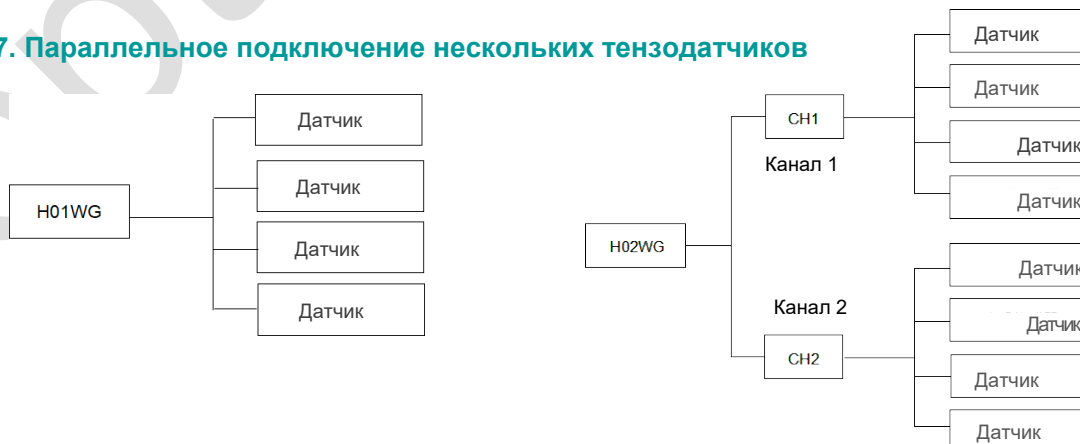 7. Параллельное подключение нескольких тензодатчиков
H01WG
Датчик
Датчик
Датчик
Датчик
H02WG
CH1
Канал 1
Датчик
Датчик
Датчик
Датчик
Канал 2
CH2
Датчик
Датчик
Датчик
Датчик